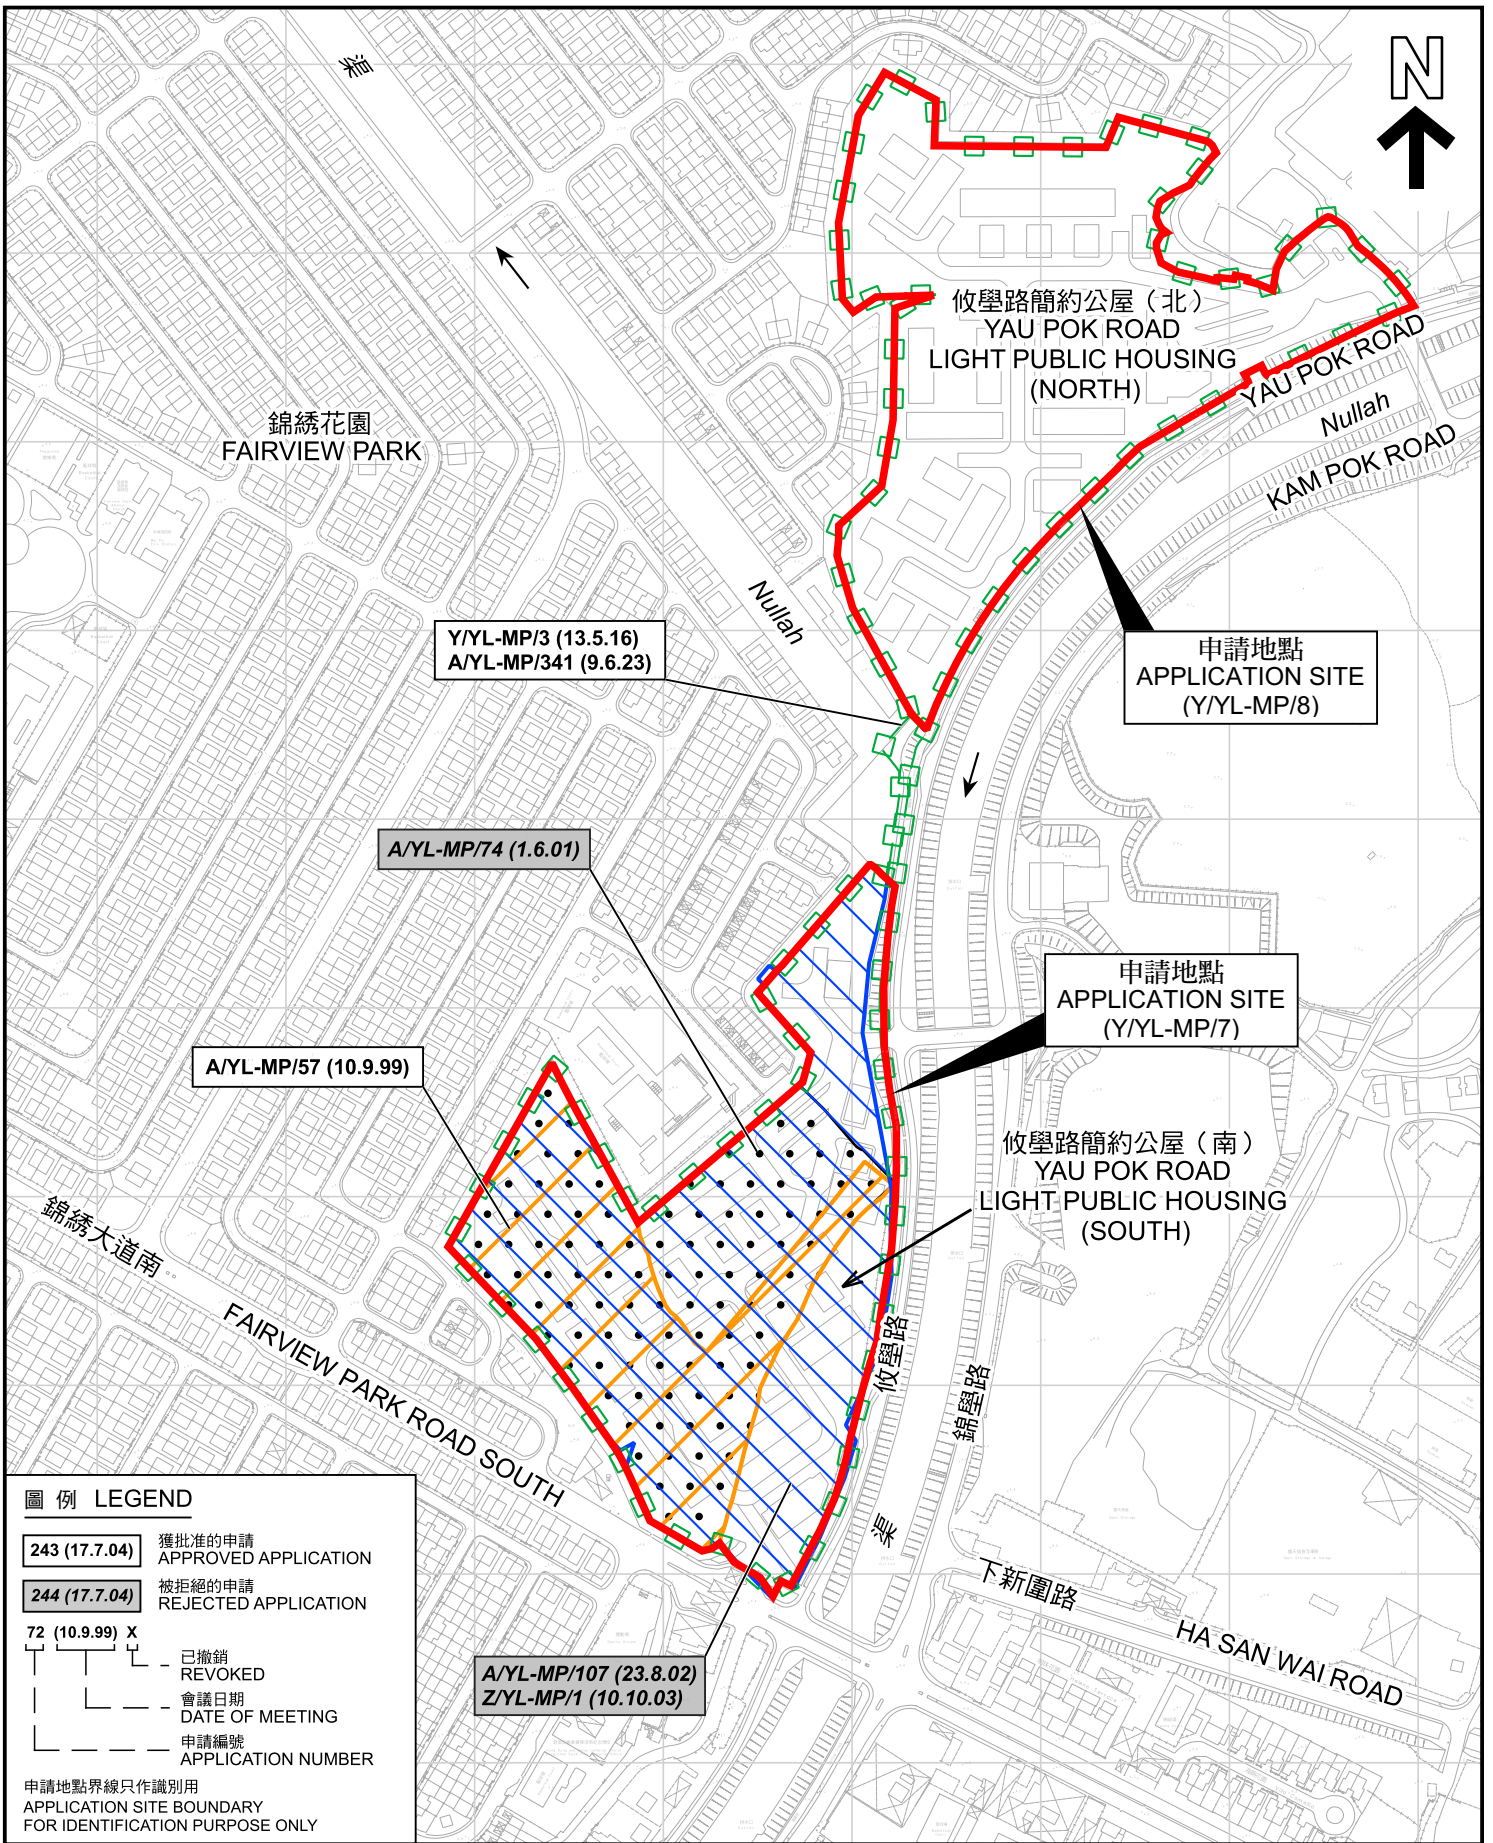 渠
N
攸壆路簡約公屋（北）
YAU POK ROAD
LIGHT PUBLIC HOUSING
(NORTH)
YAU POK ROAD
Nullah
KAM POK ROAD
錦綉花園
FAIRVIEW PARK
Nullah
Y/YL-MP/3 (13.5.16)
A/YL-MP/341 (9.6.23)
申請地點
APPLICATION SITE
(Y/YL-MP/8)
A/YL-MP/74 (1.6.01)
申請地點
APPLICATION SITE
(Y/YL-MP/7)
A/YL-MP/57 (10.9.99)
攸壆路簡約公屋（南）
YAU POK ROAD
LIGHT PUBLIC HOUSING
(SOUTH)
錦綉大道南
FAIRVIEW PARK ROAD SOUTH
攸壆路
錦壆路
渠
下新圍路
HA SAN WAI ROAD
A/YL-MP/107 (23.8.02)
Z/YL-MP/1 (10.10.03)
圖 例 LEGEND
243 (17.7.04)
獲批准的申請
APPROVED APPLICATION
244 (17.7.04)
被拒絕的申請
REJECTED APPLICATION
72 (10.9.99) X
已撤銷
REVOKED
會議日期
DATE OF MEETING
申請編號
APPLICATION NUMBER
申請地點界線只作識別用
APPLICATION SITE BOUNDARY
FOR IDENTIFICATION PURPOSE ONLY